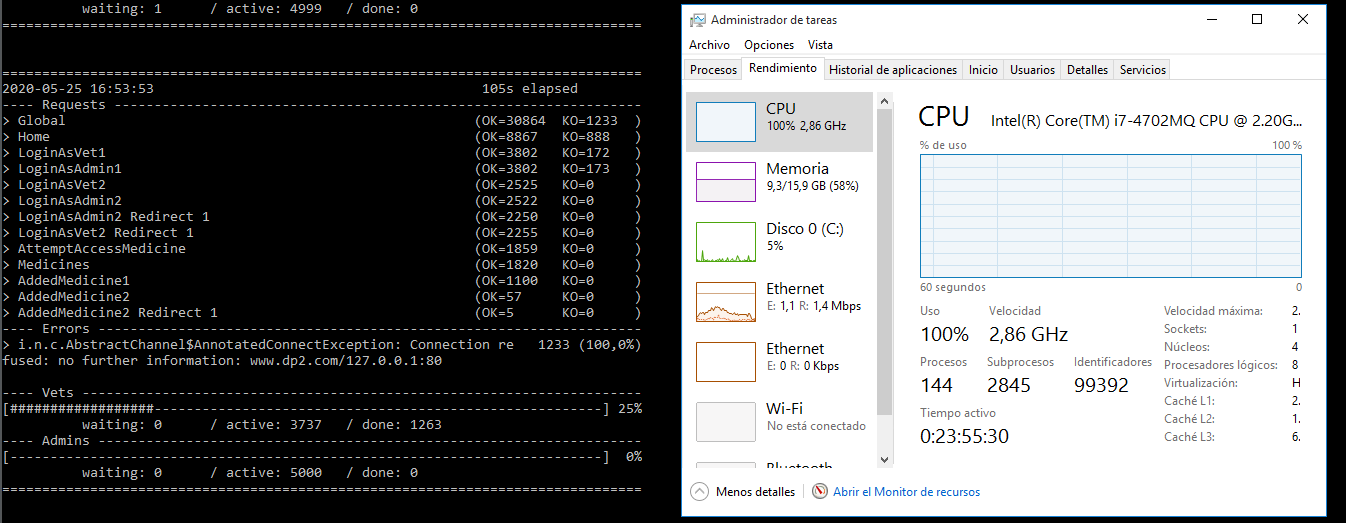 waiting: 1      / active: 4999   / done: 0
================================================================================
================================================================================
2020-05-25 16:53:53                                         105s elapsed
---- Requests ------------------------------------------------------------------
> Global                                                   (OK=30864  KO=1233  )
> Home                                                     (OK=8867   KO=888   )
> LoginAsVet1                                              (OK=3802   KO=172   )
> LoginAsAdmin1                                            (OK=3802   KO=173   )
> LoginAsVet2                                              (OK=2525   KO=0     )
> LoginAsAdmin2                                            (OK=2522   KO=0     )
> LoginAsAdmin2 Redirect 1                                 (OK=2250   KO=0     )
> LoginAsVet2 Redirect 1                                   (OK=2255   KO=0     )
> AttemptAccessMedicine                                    (OK=1859   KO=0     )
> Medicines                                                (OK=1820   KO=0     )
> AddedMedicine1                                           (OK=1100   KO=0     )
> AddedMedicine2                                           (OK=57     KO=0     )
> AddedMedicine2 Redirect 1                                (OK=5      KO=0     )
---- Errors --------------------------------------------------------------------
> i.n.c.AbstractChannel$AnnotatedConnectException: Connection re   1233 (100,0%)
fused: no further information: www.dp2.com/127.0.0.1:80
---- Vets ----------------------------------------------------------------------
[##################--------------------------------------------------------] 25%
waiting: 0      / active: 3737   / done: 1263
---- Admins --------------------------------------------------------------------
[--------------------------------------------------------------------------]  0%
waiting: 0      / active: 5000   / done: 0
================================================================================
Administrador de tareas
Archivo Opciones Vista
Procesos Rendimiento Historial de aplicaciones Inicio Usuarios Detalles Servicios
CPU
100% 2,86 GHz
Memoria
9,3/15,9 GB (58%)
Disco 0 (C:)
5%
Ethernet
E: 1,1 R: 1,4 Mbps
Ethernet
E: 0 R: 0 Kbps
Wi-Fi
No está conectado
Bluetooth
CPU Intel(R) Core(TM) i7-4702MQ CPU @ 2.20G...
% de uso 100 %
60 segundos 0
Uso Velocidad
100% 2,86 GHz
Procesos Subprocesos Identificadores
144 2845 99392
Tiempo activo
0:23:55:30
Velocidad máxima: 2.
Sockets: 1
Núcleos: 4
Procesadores lógicos: 8
Virtualización: H
Caché L1: 2.
Caché L2: 1.
Caché L3: 6.
Menos detalles Abrir el Monitor de recursos